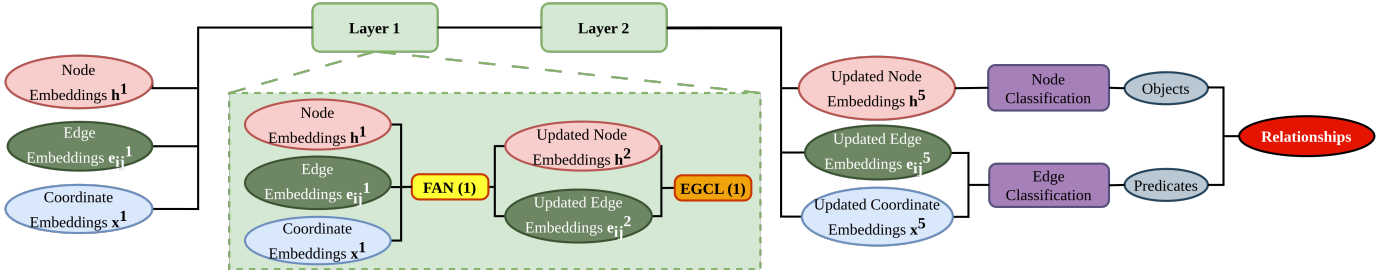 Layer 1
Layer 2
Node
Embeddings h1
Edge
Embeddings eij1
Coordinate
Embeddings x1
Node
Embeddings h1
Edge
Embeddings eij1
Coordinate
Embeddings x1
FAN (1)
Updated Node
Embeddings h2
Updated Edge
Embeddings eij2
EGCL (1)
Updated Node
Embeddings h5
Updated Edge
Embeddings eij5
Updated Coordinate
Embeddings x5
Node
Classification
Edge
Classification
Objects
Predicates
Relationships